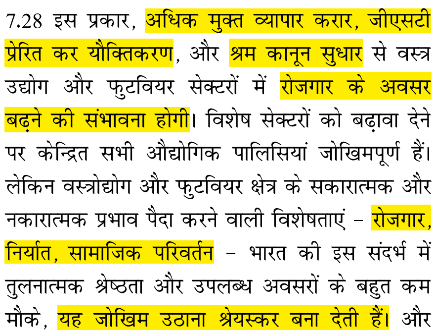 7.28 इस प्रकार, अधिक मुक्त व्यापार करार, जीएसटी
प्रेरित कर यौक्तिकरण, और श्रम कानून सुधार से वस्त्र
उद्योग और फुटवियर सेक्टरों में रोजगार के अवसर
बढ़ने की संभावना होगी। विशेष सेक्टरों को बढ़ावा देने
पर केन्द्रित सभी औद्योगिक पालिसियां जोखिमपूर्ण हैं।
लेकिन वस्त्रोद्योग और फुटवियर क्षेत्र के सकारात्मक और
नकारात्मक प्रभाव पैदा करने वाली विशेषताएं – रोजगार,
निर्यात, सामाजिक परिवर्तन – भारत की इस संदर्भ में
तुलनात्मक श्रेष्ठता और उपलब्ध अवसरों के बहुत कम
मौके, यह जोखिम उठाना श्रेयस्कर बना देती हैं। और